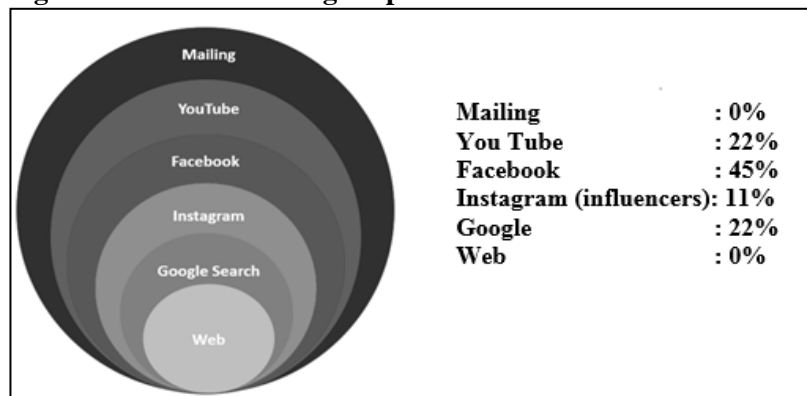 Mailing
YouTube
Facebook
Instagram
Google Search
Web
Mailing : 0%
You Tube : 22%
Facebook : 45%
Instagram (influencers): 11%
Google : 22%
Web : 0%